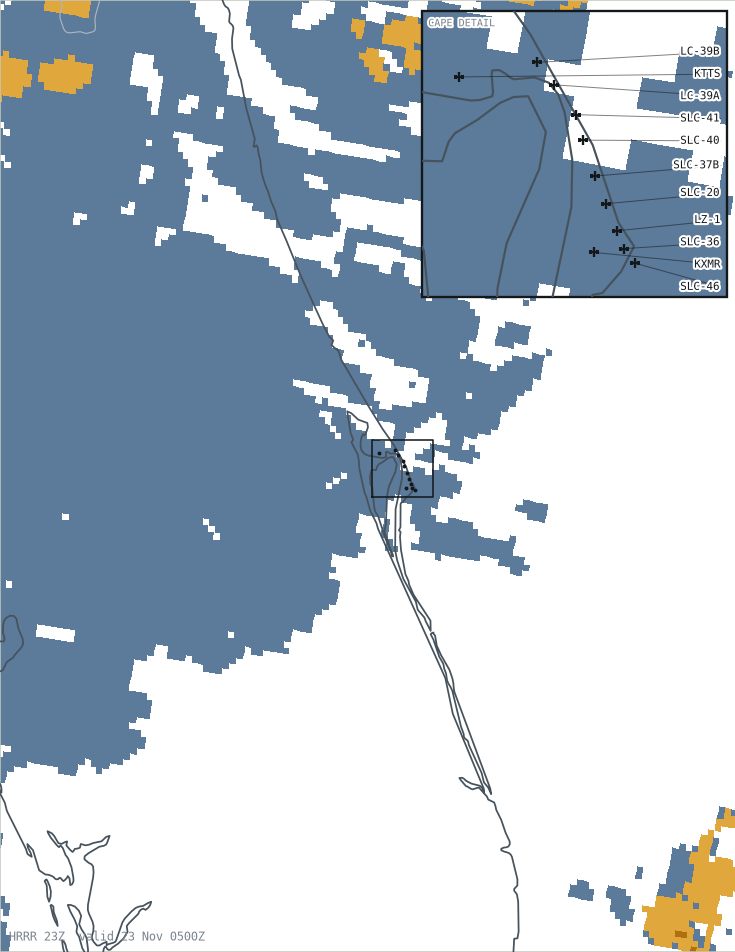 CAPE DETAIL
LC-39B
KTTS
LC-39A
SLC-41
SLC-40
SLC-37B
SLC-20
LZ-1
SLC-36
KXMR
SLC-46
HRRR 23Z valid 23 Nov 0500Z